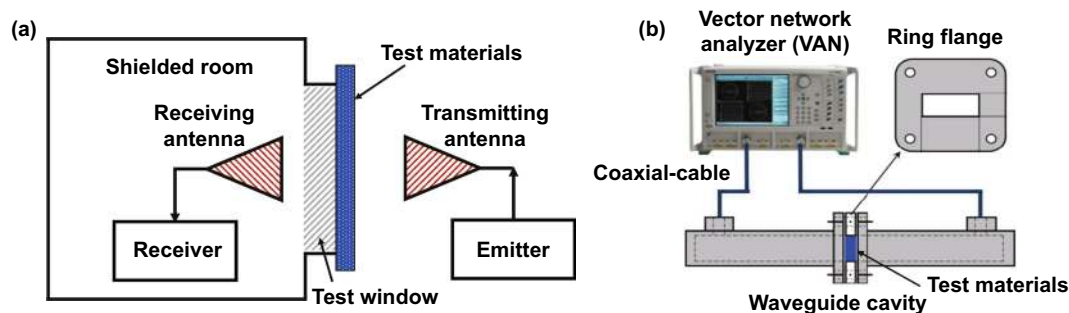 (a)
Shielded room
Test materials
Receiving
antenna
Transmitting
antenna
Receiver
Emitter
Test window
(b)
Vector network
analyzer (VAN)
Ring flange
Coaxial-cable
Test materials
Waveguide cavity